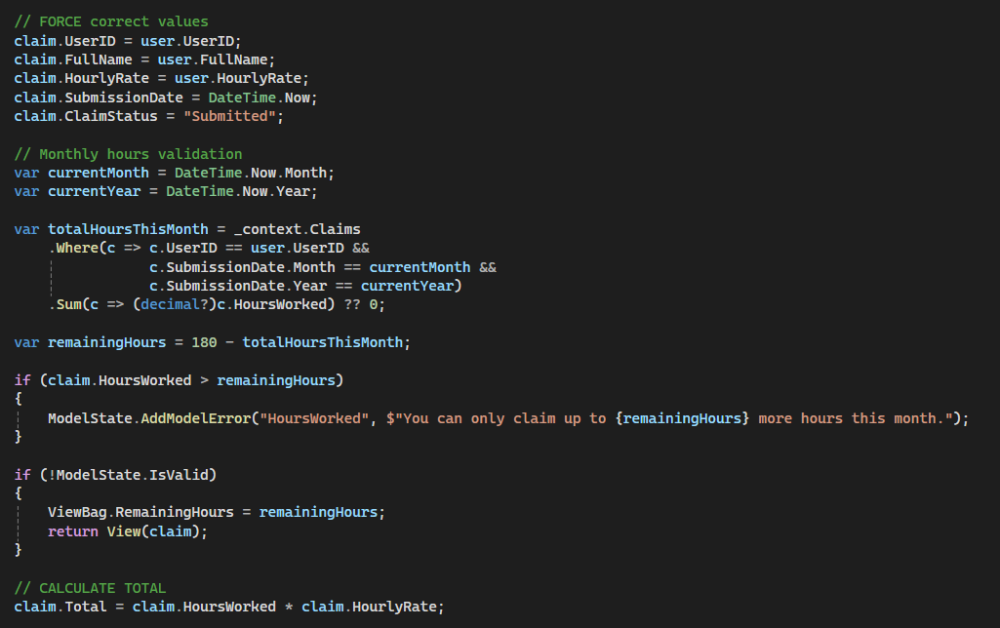 // FORCE correct values
claim.UserID = user.UserID;
claim.FullName = user.FullName;
claim.HourlyRate = user.HourlyRate;
claim.SubmissionDate = DateTime.Now;
claim.ClaimStatus = "Submitted";

// Monthly hours validation
var currentMonth = DateTime.Now.Month;
var currentYear = DateTime.Now.Year;

var totalHoursThisMonth = _context.Claims
    .Where(c => c.UserID == user.UserID &&
                c.SubmissionDate.Month == currentMonth &&
                c.SubmissionDate.Year == currentYear)
    .Sum(c => (decimal?)c.HoursWorked) ?? 0;

var remainingHours = 180 - totalHoursThisMonth;

if (claim.HoursWorked > remainingHours)
{
    ModelState.AddModelError("HoursWorked", $"You can only claim up to {remainingHours} more hours this month.");
}

if (!ModelState.IsValid)
{
    ViewBag.RemainingHours = remainingHours;
    return View(claim);
}

// CALCULATE TOTAL
claim.Total = claim.HoursWorked * claim.HourlyRate;